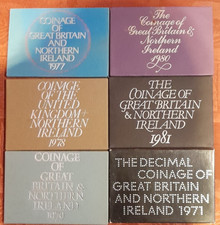 COINAGE OF
GREAT BRITAIN
AND
NORTHERN
IRELAND
1977
The
Coinage of
Great Britain &
Northern
Ireland
1980
COINAGE
OF THE
UNITED
KINGDOM &
NORTHERN
IRELAND
1978
THE
COINAGE OF
GREAT BRITAIN
& NORTHERN
IRELAND
1981
COINAGE
OF
GREAT
BRITAIN &
NORTHERN
IRELAND
THE DECIMAL
COINAGE OF
GREAT BRITAIN
AND NORTHERN
IRELAND 1971